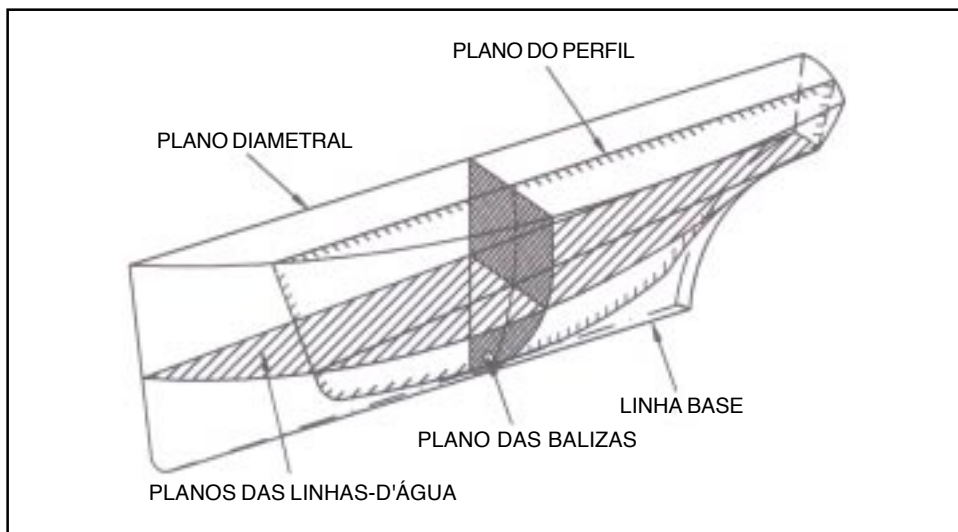 PLANO DO PERFIL
PLANO DIAMETRAL
LINHA BASE
PLANO DAS BALIZAS
PLANOS DAS LINHAS-D'ÁGUA